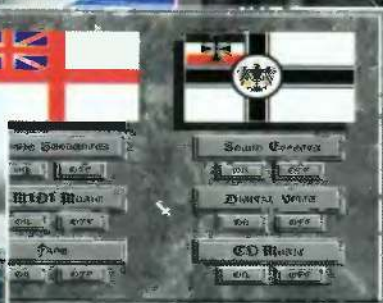 Sound Effects
ON OFF ON OFF
MIDI Music Digital Voice
ON OFF ON OFF
CD Music
ON OFF ON OFF